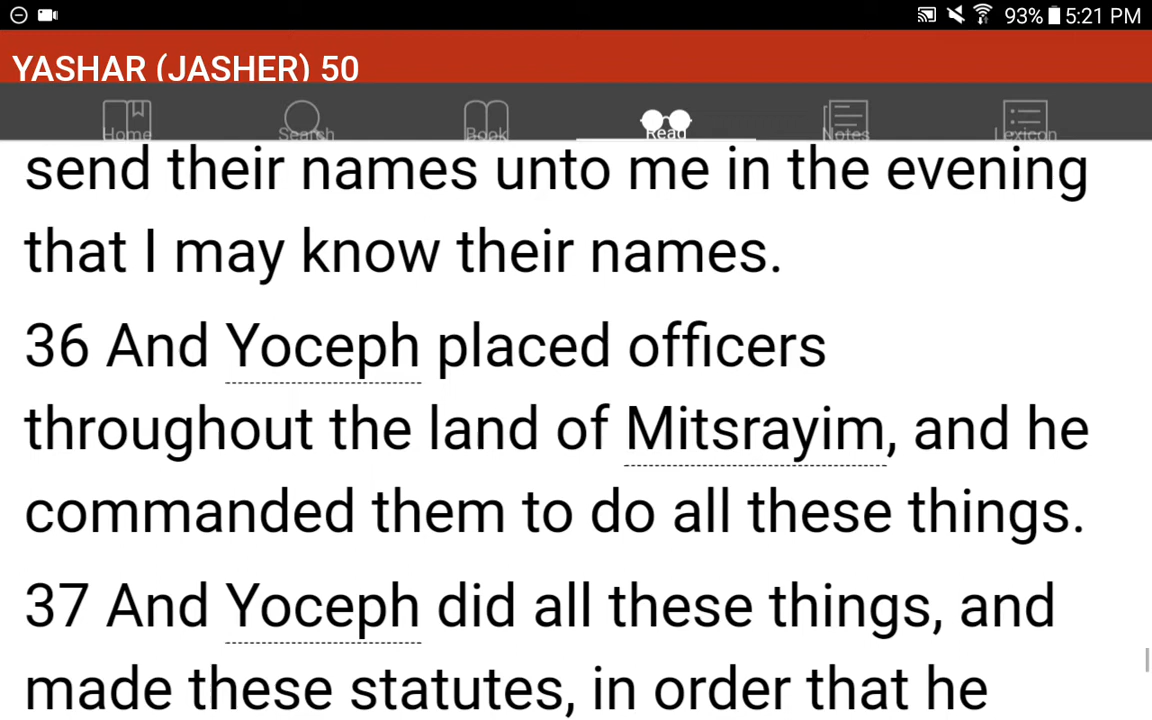 93% 5:21 PM
YASHAR (JASHER) 50
Home Search Book Read Notes Lexicon
send their names unto me in the evening
that I may know their names.
36 And Yoceph placed officers
throughout the land of Mitsrayim, and he
commanded them to do all these things.
37 And Yoceph did all these things, and
made these statutes, in order that he